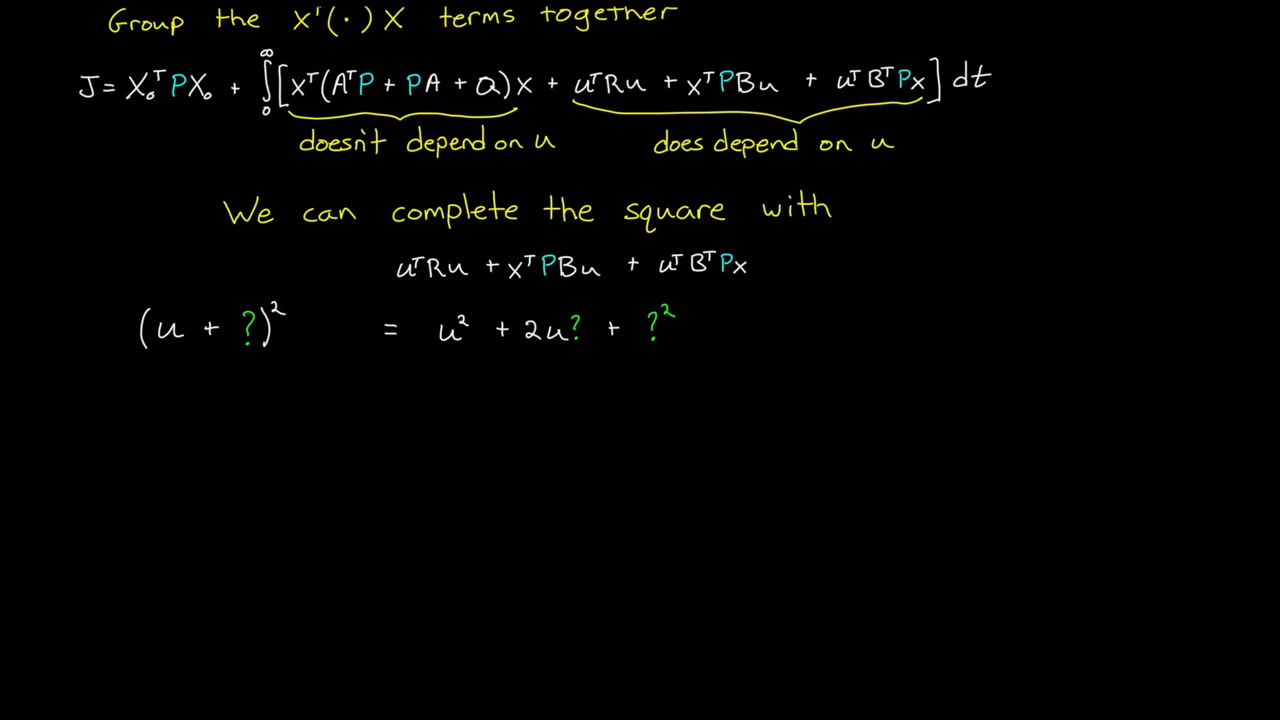 Group the X'(·)X terms together
J = X₀ᵀPX₀ + ∫₀^∞ [xᵀ(AᵀP + PA + Q)x + uᵀRu + xᵀPBu + uᵀBᵀPx] dt
doesn't depend on u does depend on u
We can complete the square with
uᵀRu + xᵀPBu + uᵀBᵀPx
(u + ?)² = u² + 2u? + ?²